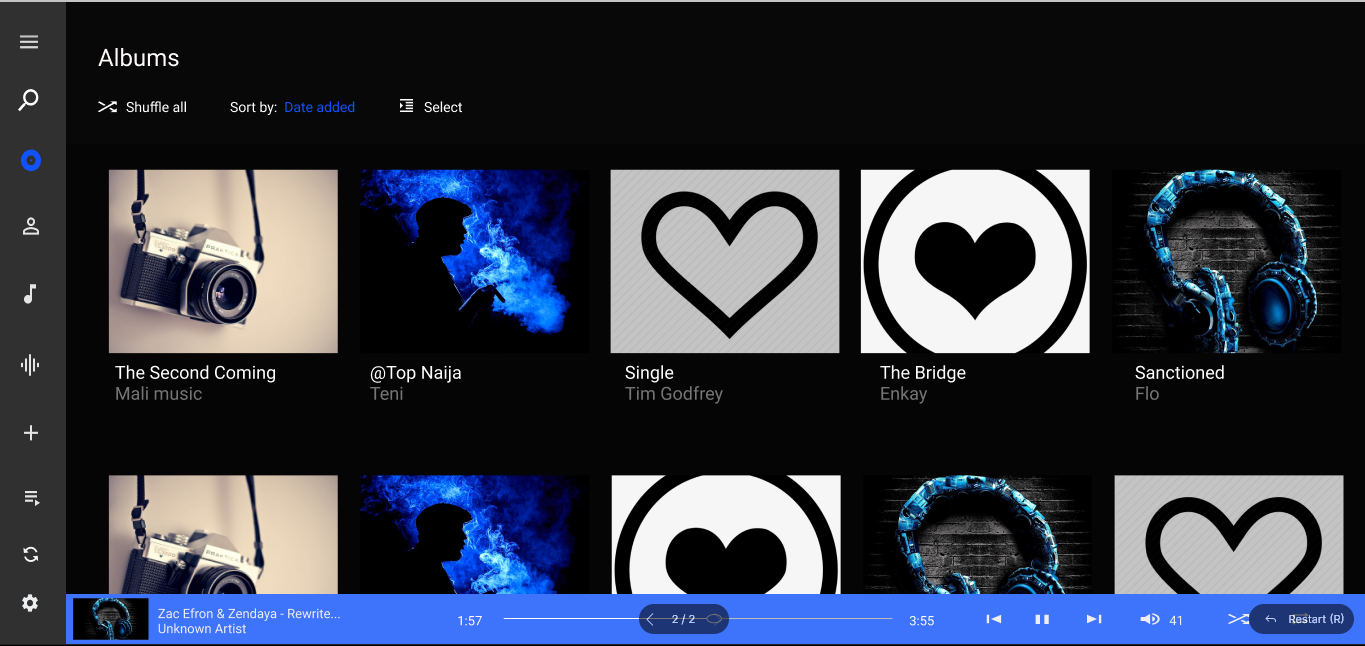 Albums
Shuffle all
Sort by: Date added
Select
The Second Coming
Mali music
@Top Naija
Teni
Single
Tim Godfrey
The Bridge
Enkay
Sanctioned
Flo
Zac Efron & Zendaya - Rewrite...
Unknown Artist
1:57
2 / 2
3:55
41
Restart (R)